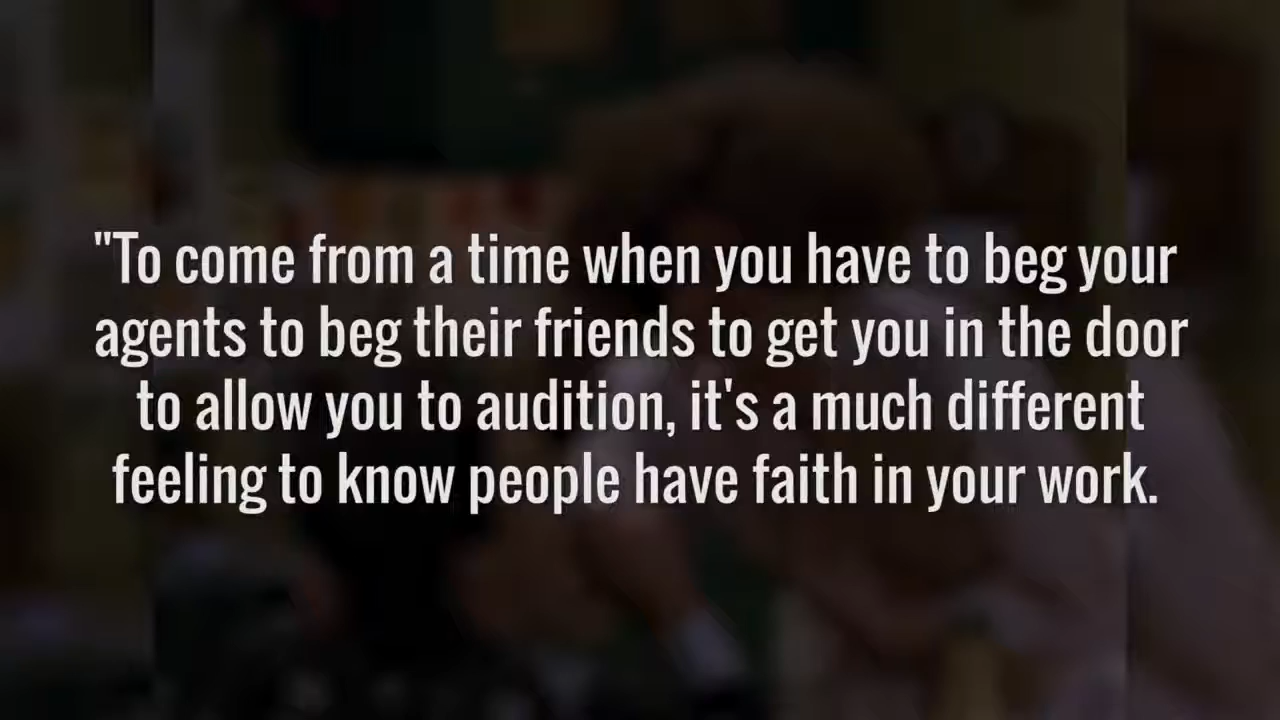 "To come from a time when you have to beg your
agents to beg their friends to get you in the door
to allow you to audition, it's a much different
feeling to know people have faith in your work.